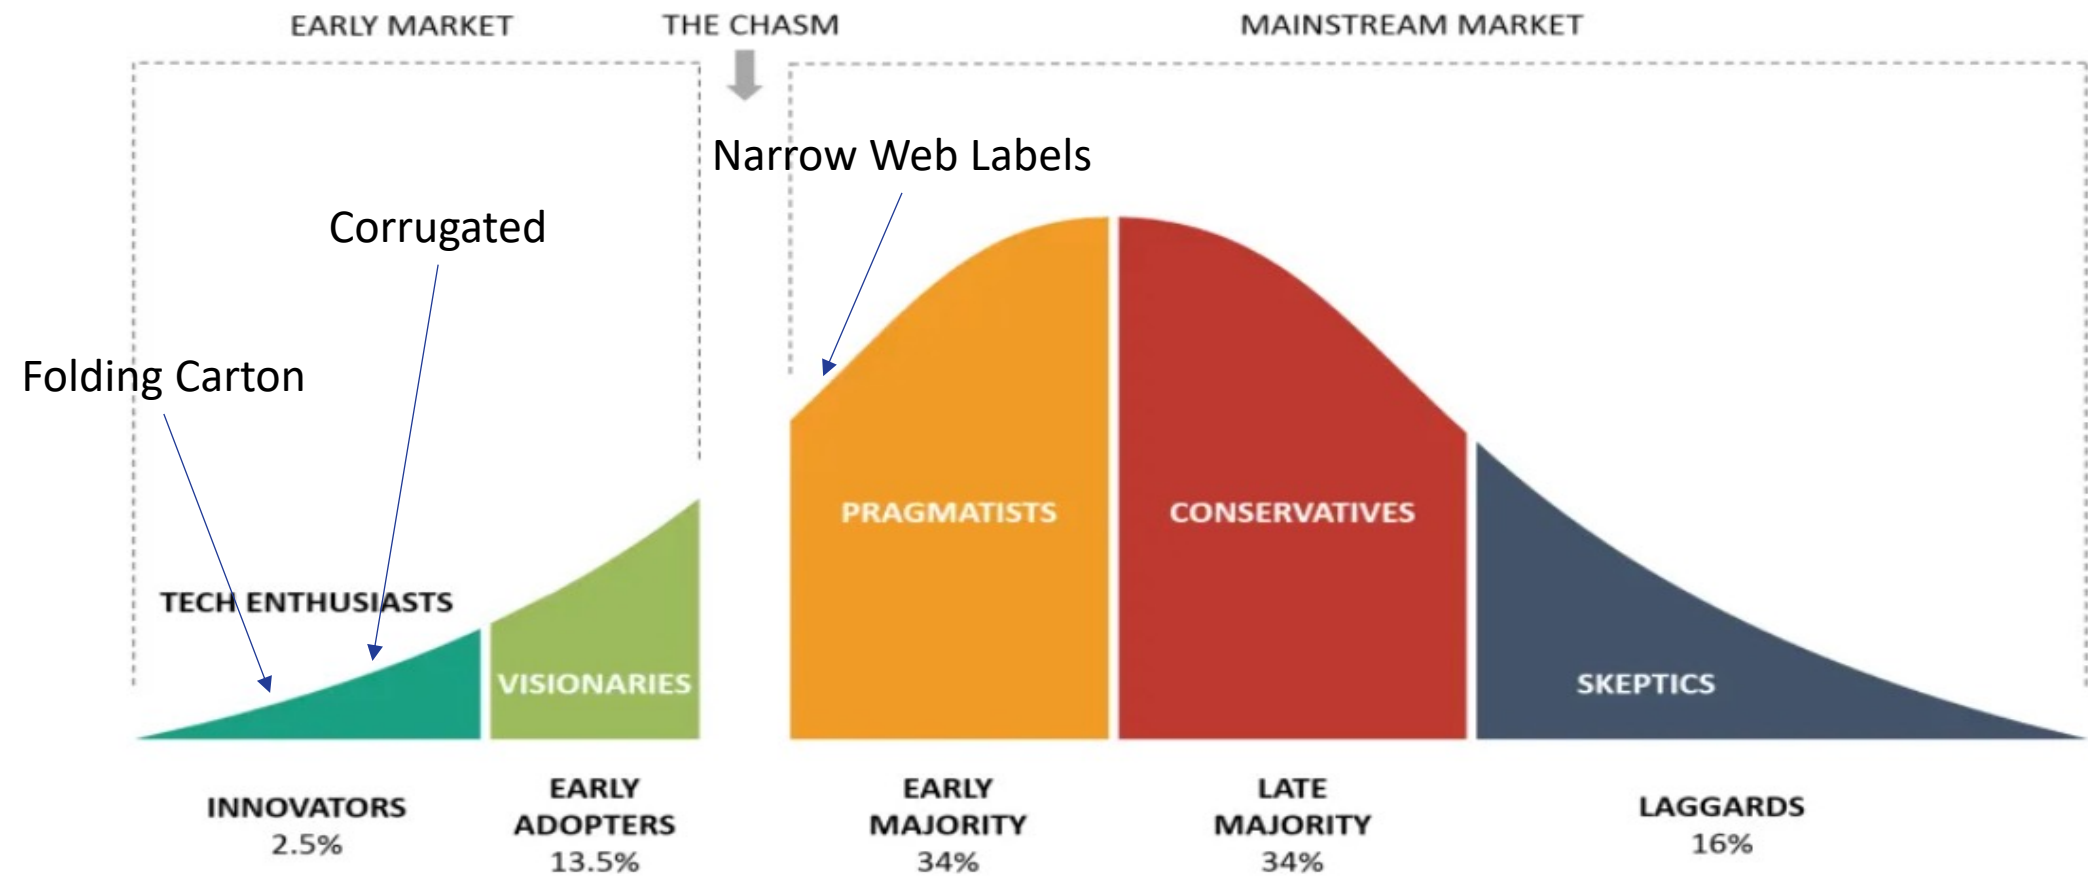 EARLY MARKET
THE CHASM
MAINSTREAM MARKET
Narrow Web Labels
Corrugated
Folding Carton
TECH ENTHUSIASTS
VISIONARIES
PRAGMATISTS
CONSERVATIVES
SKEPTICS
INNOVATORS
2.5%
EARLY
ADOPTERS
13.5%
EARLY
MAJORITY
34%
LATE
MAJORITY
34%
LAGGARDS
16%